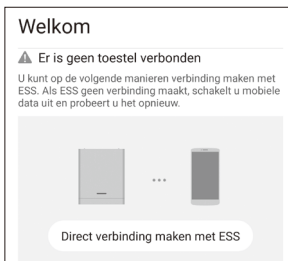 Welkom
Er is geen toestel verbonden
U kunt op de volgende manieren verbinding maken met
ESS. Als ESS geen verbinding maakt, schakelt u mobiele
data uit en probeert u het opnieuw.
Direct verbinding maken met ESS